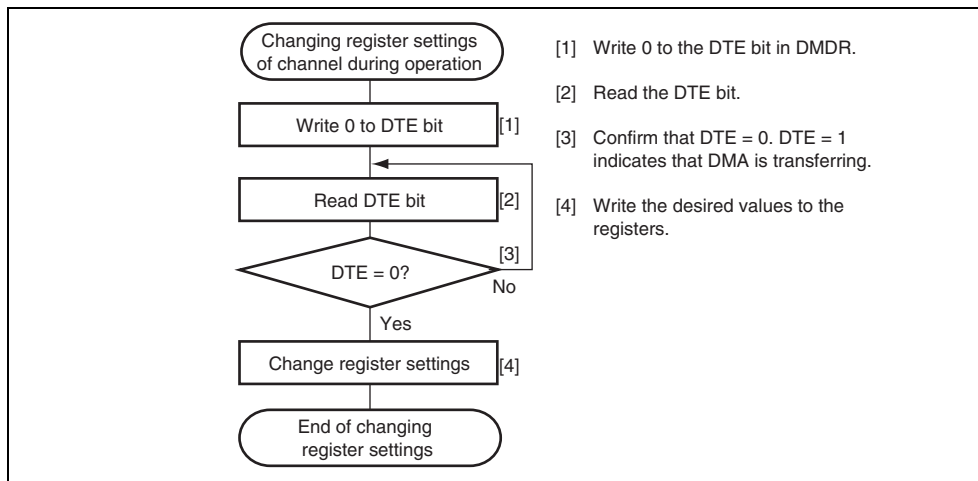 Changing register settings
of channel during operation
Write 0 to DTE bit
[1]
Read DTE bit
[2]
[3]
DTE = 0?
No
Yes
Change register settings
[4]
End of changing
register settings
[1] Write 0 to the DTE bit in DMDR.
[2] Read the DTE bit.
[3] Confirm that DTE = 0. DTE = 1
indicates that DMA is transferring.
[4] Write the desired values to the
registers.